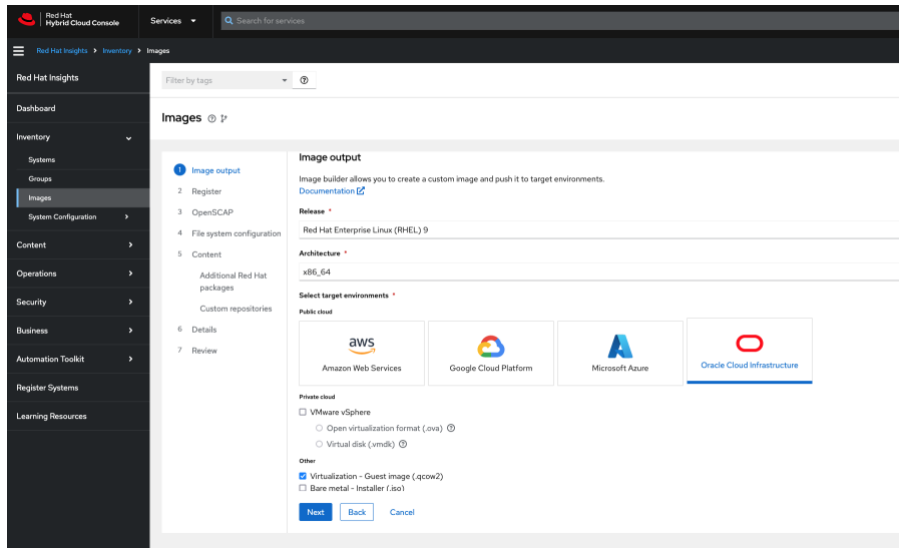 Red Hat
Hybrid Cloud Console
Services
Search for services
Red Hat Insights > Inventory > Images
Red Hat Insights
Dashboard
Inventory
Systems
Groups
Images
System Configuration
Content
Operations
Security
Business
Automation Toolkit
Register Systems
Learning Resources
Filter by tags
Images
1 Image output
2 Register
3 OpenSCAP
4 File system configuration
5 Content
Additional Red Hat
packages
Custom repositories
6 Details
7 Review
Image output
Image builder allows you to create a custom image and push it to target environments.
Documentation
Release *
Red Hat Enterprise Linux (RHEL) 9
Architecture *
x86_64
Select target environments *
Public cloud
aws
Amazon Web Services
Google Cloud Platform
Microsoft Azure
Oracle Cloud Infrastructure
Private cloud
VMware vSphere
Open virtualization format (.ova)
Virtual disk (.vmdk)
Other
Virtualization - Guest image (.qcow2)
Bare metal - Installer (.iso)
Next Back Cancel